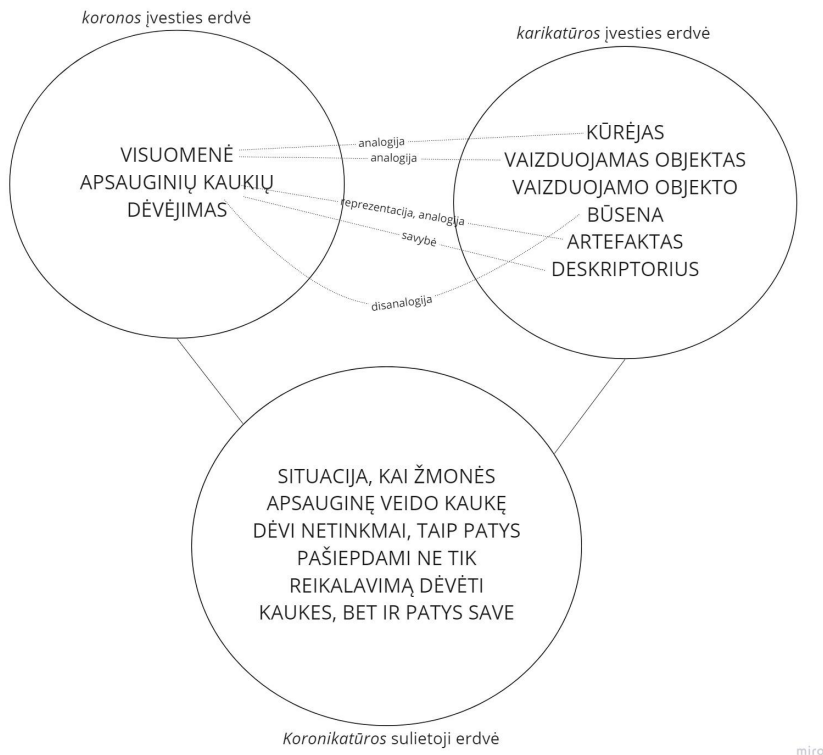 koronos įvesties erdvė
karikatūros įvesties erdvė
VISUOMENĖ
APSAUGINIŲ KAUKIŲ
DĖVĖJIMAS
analogija
analogija
reprezentacija, analogija
savybė
disanalogija
KŪRĖJAS
VAIZDUOJAMAS OBJEKTAS
VAIZDUOJAMO OBJEKTO
BŪSENA
ARTEFAKTAS
DESKRIPTORIUS
SITUACIJA, KAI ŽMONĖS
APSAUGINĘ VEIDO KAUKĘ
DĖVI NETINKMAI, TAIP PATYS
PAŠIEPDAMI NE TIK
REIKALAVIMĄ DĖVĖTI
KAUKES, BET IR PATYS SAVE
Koronikatūros sulietoji erdvė
miro